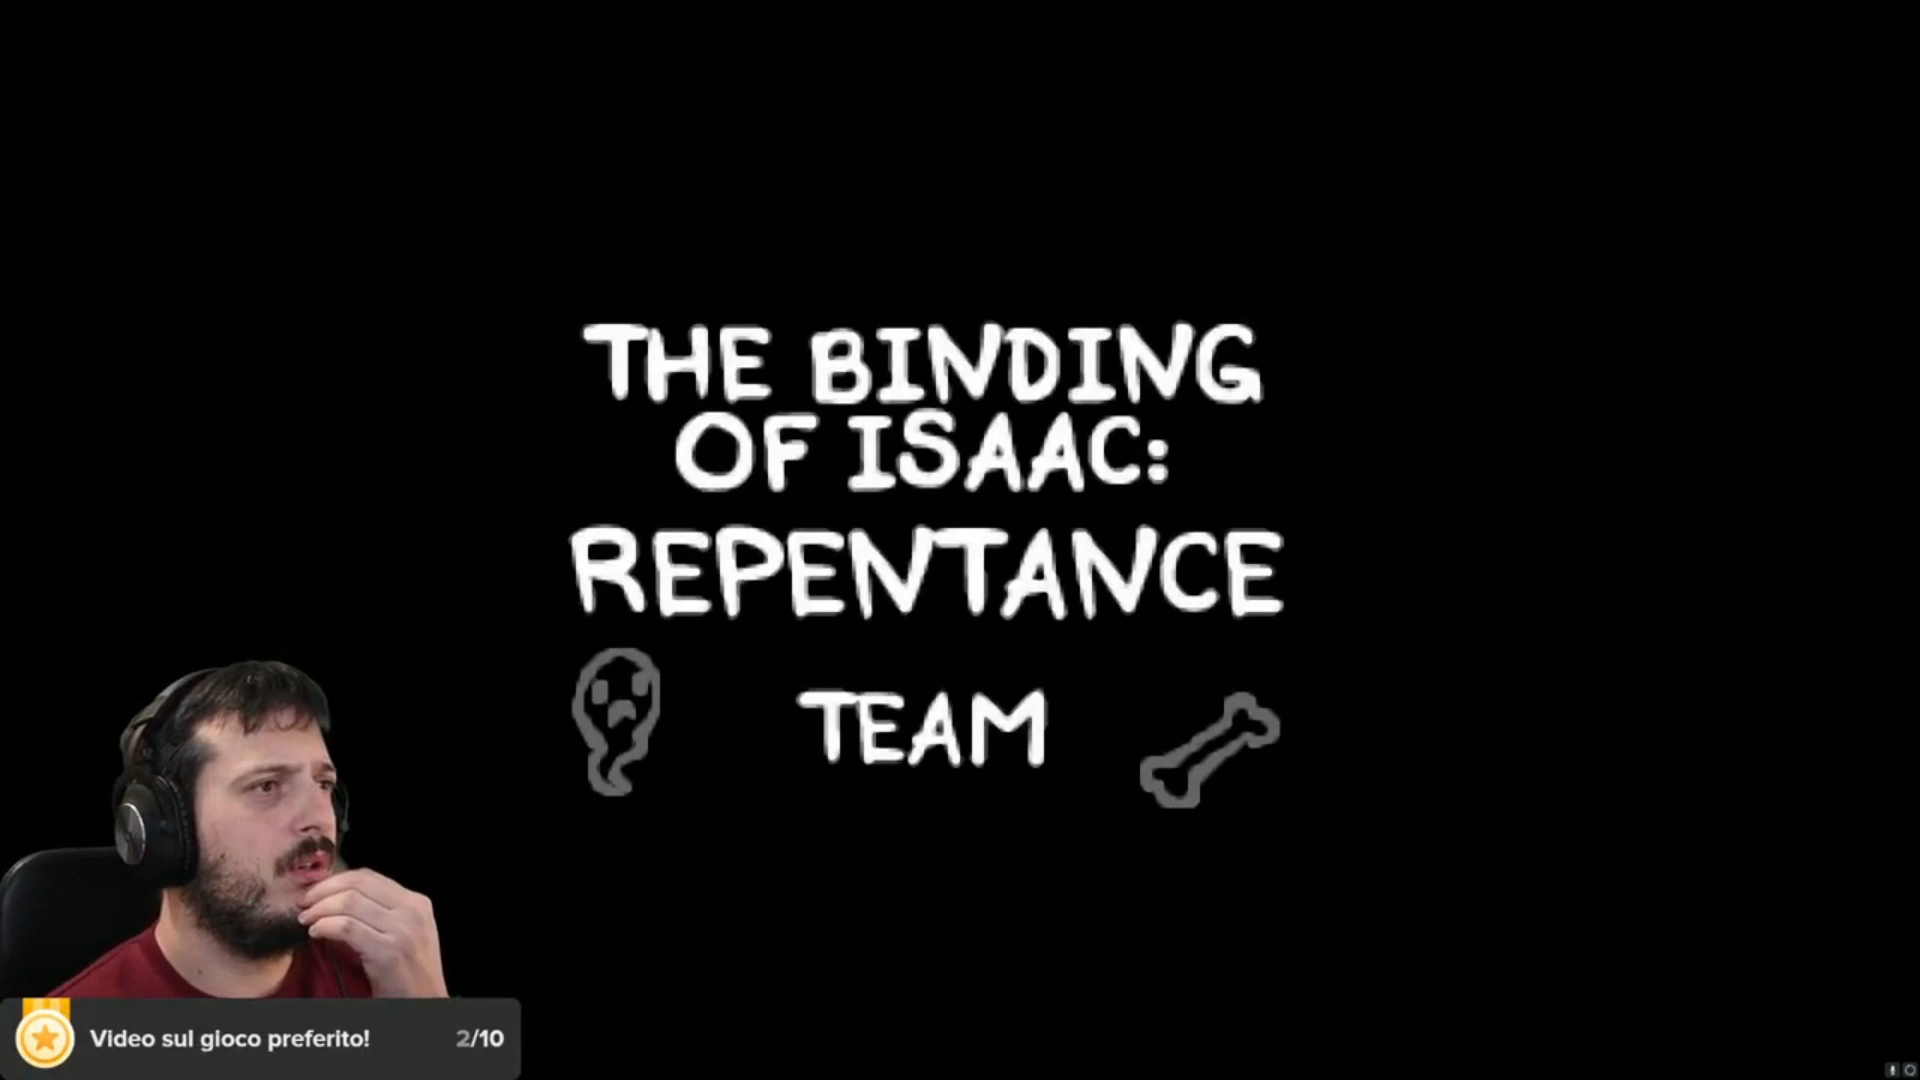 THE BINDING
OF ISAAC:
REPENTANCE
TEAM
Video sul gioco preferito! 2/10